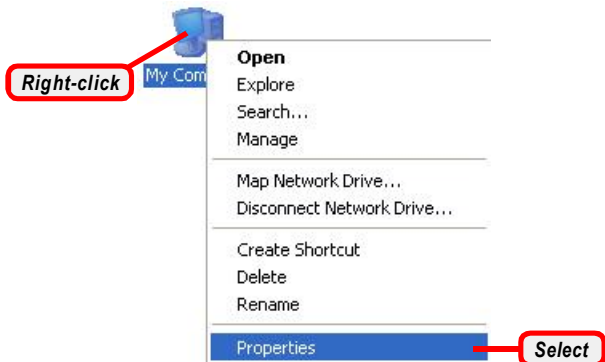 Right-click
My Com
Open
Explore
Search...
Manage
Map Network Drive...
Disconnect Network Drive...
Create Shortcut
Delete
Rename
Properties
Select